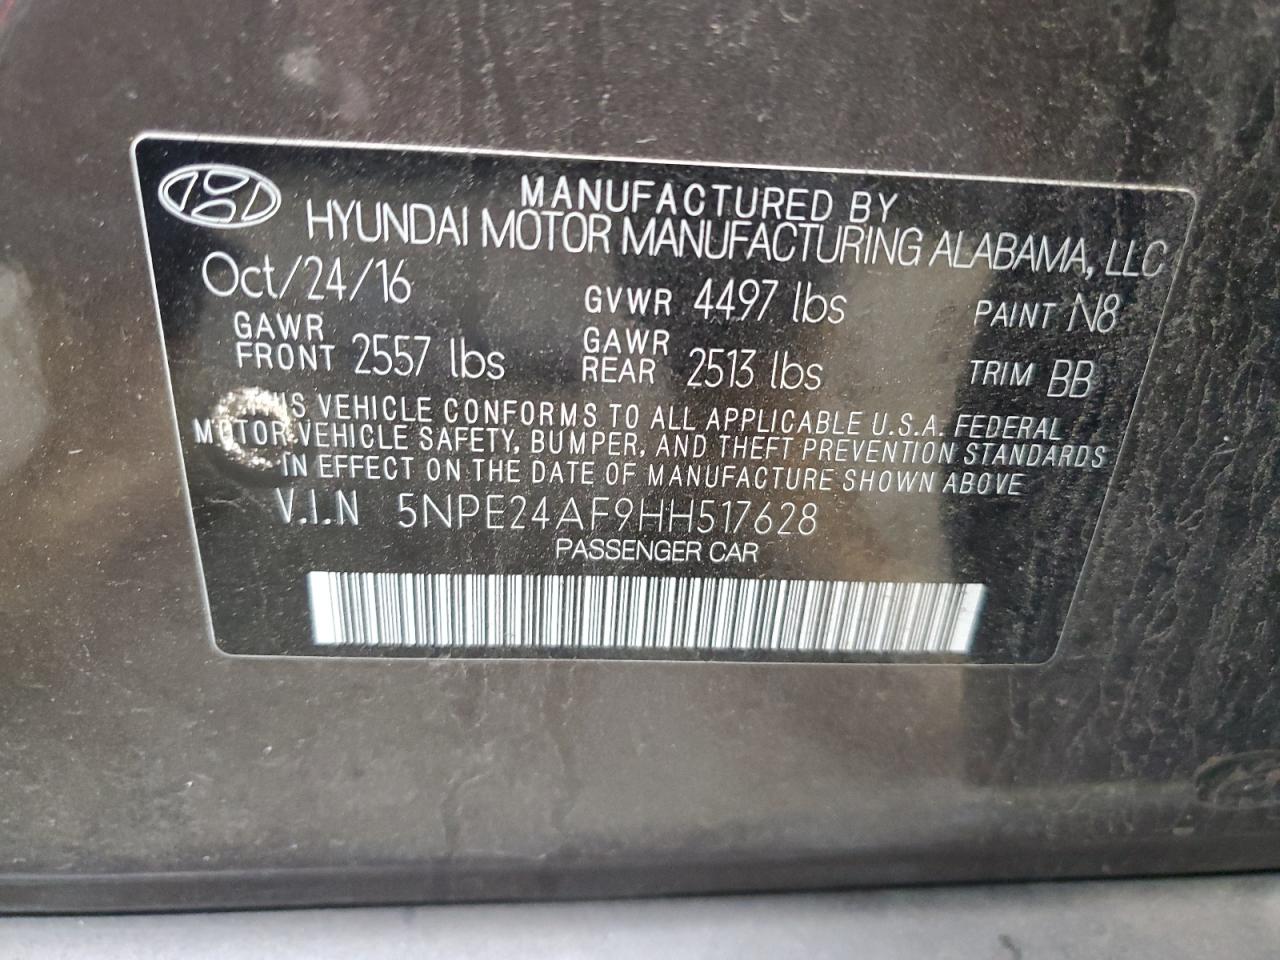 MANUFACTURED BY
HYUNDAI MOTOR MANUFACTURING ALABAMA, LLC
Oct/24/16 GVWR 4497 lbs PAINT N8
GAWR FRONT 2557 lbs GAWR REAR 2513 lbs TRIM BB
THIS VEHICLE CONFORMS TO ALL APPLICABLE U.S.A. FEDERAL
MOTOR VEHICLE SAFETY, BUMPER, AND THEFT PREVENTION STANDARDS
IN EFFECT ON THE DATE OF MANUFACTURE SHOWN ABOVE
V.I.N 5NPE24AF9HH517628
PASSENGER CAR